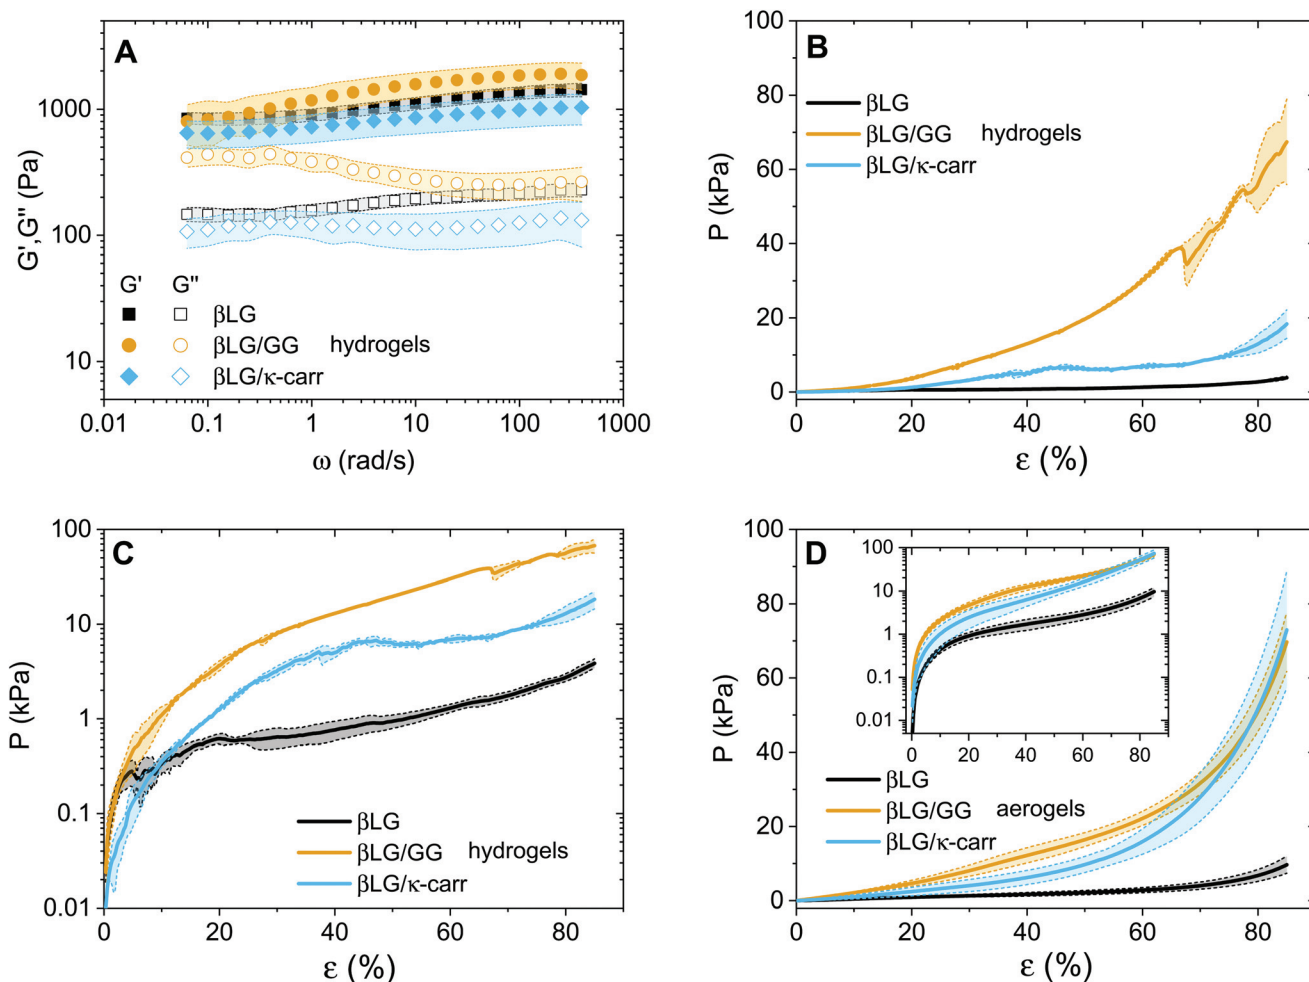 A
G',G'' (Pa)
1000
100
10
G' G''
βLG
βLG/GG hydrogels
βLG/κ-carr
0.01 0.1 1 10 100 1000
ω (rad/s)
B
P (kPa)
100
80
60
40
20
0
βLG
βLG/GG hydrogels
βLG/κ-carr
0 20 40 60 80
ε (%)
C
P (kPa)
100
10
1
0.1
0.01
βLG
βLG/GG hydrogels
βLG/κ-carr
0 20 40 60 80
ε (%)
D
P (kPa)
100
80
60
40
20
0
100
10
1
0.1
0.01
0 20 40 60 80
βLG
βLG/GG aerogels
βLG/κ-carr
0 20 40 60 80
ε (%)